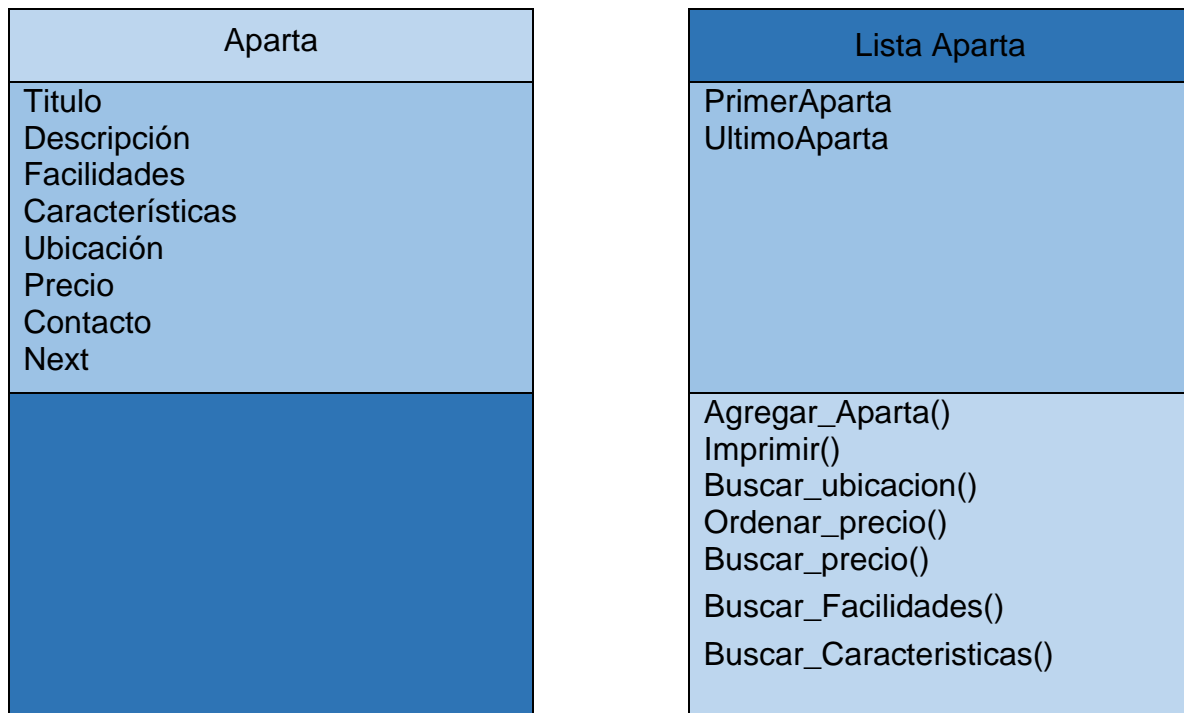 Aparta
Titulo
Descripción
Facilidades
Características
Ubicación
Precio
Contacto
Next
Lista Aparta
PrimerAparta
UltimoAparta
Agregar_Aparta()
Imprimir()
Buscar_ubicacion()
Ordenar_precio()
Buscar_precio()
Buscar_Facilidades()
Buscar_Caracteristicas()